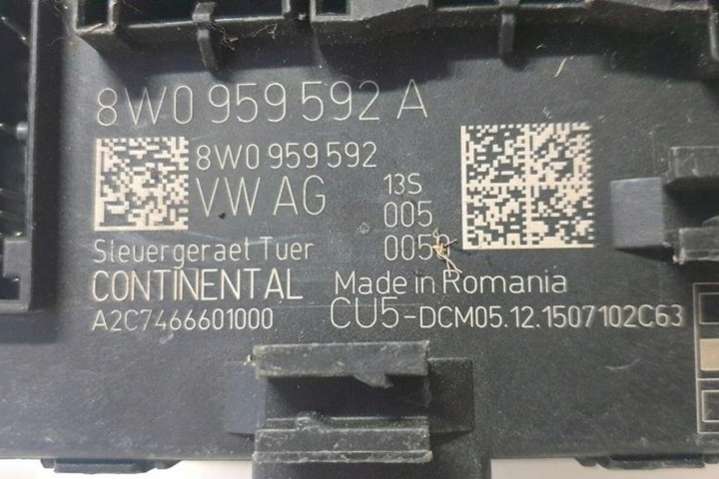 8W0 959 592 A
8W0 959 592
VW AG
13S
005
0059
Steuergeraet Tuer
CONTINENTAL Made in Romania
A2C7466601000 CU5-DCM05.12.1507102C63